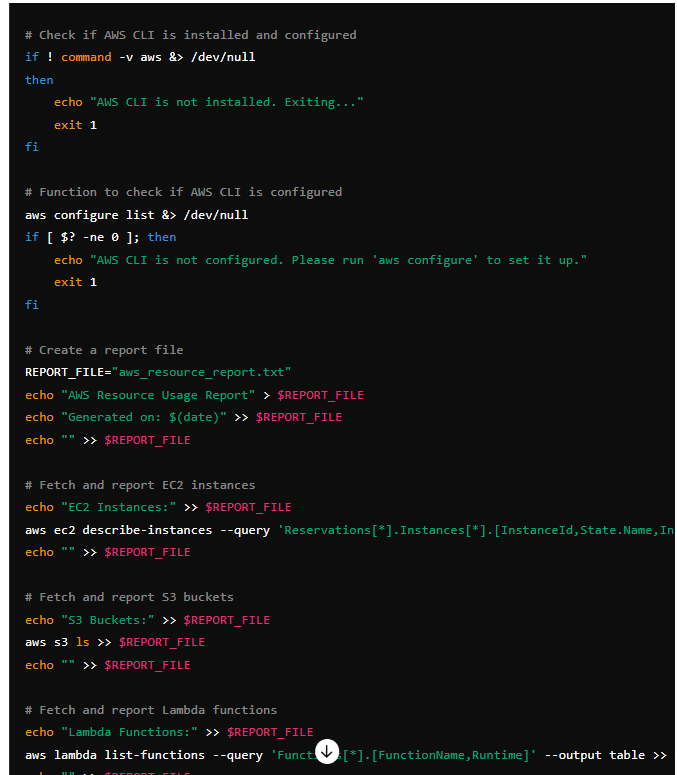 # Check if AWS CLI is installed and configured
if ! command -v aws &> /dev/null
then
    echo "AWS CLI is not installed. Exiting..."
    exit 1
fi

# Function to check if AWS CLI is configured
aws configure list &> /dev/null
if [ $? -ne 0 ]; then
    echo "AWS CLI is not configured. Please run 'aws configure' to set it up."
    exit 1
fi

# Create a report file
REPORT_FILE="aws_resource_report.txt"
echo "AWS Resource Usage Report" > $REPORT_FILE
echo "Generated on: $(date)" >> $REPORT_FILE
echo "" >> $REPORT_FILE

# Fetch and report EC2 instances
echo "EC2 Instances:" >> $REPORT_FILE
aws ec2 describe-instances --query 'Reservations[*].Instances[*].[InstanceId,State.Name,In
echo "" >> $REPORT_FILE

# Fetch and report S3 buckets
echo "S3 Buckets:" >> $REPORT_FILE
aws s3 ls >> $REPORT_FILE
echo "" >> $REPORT_FILE

# Fetch and report Lambda functions
echo "Lambda Functions:" >> $REPORT_FILE
aws lambda list-functions --query 'Funct s[*].[FunctionName,Runtime]' --output table >>
echo "" >> $REPORT_FILE